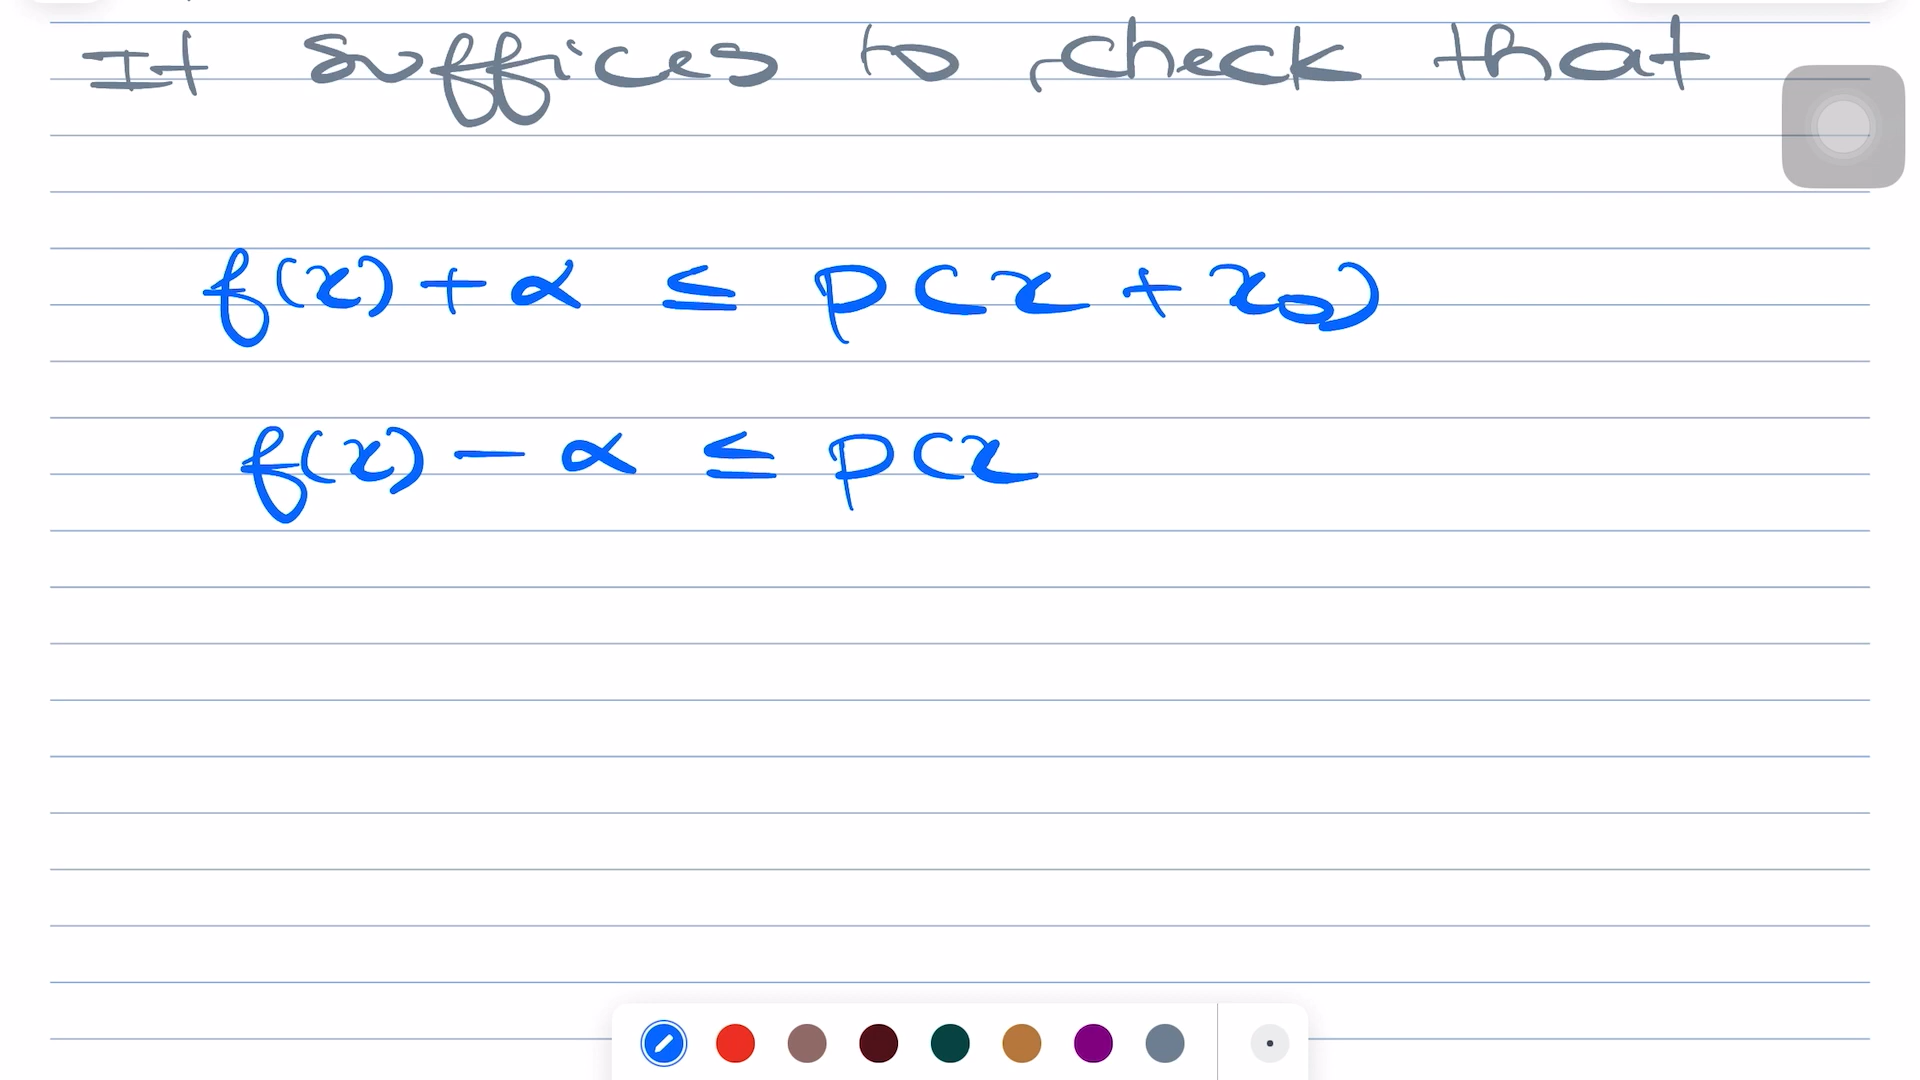 It suffices to check that
f(x) + α ≤ p(x + x₀)
f(x) − α ≤ p(x